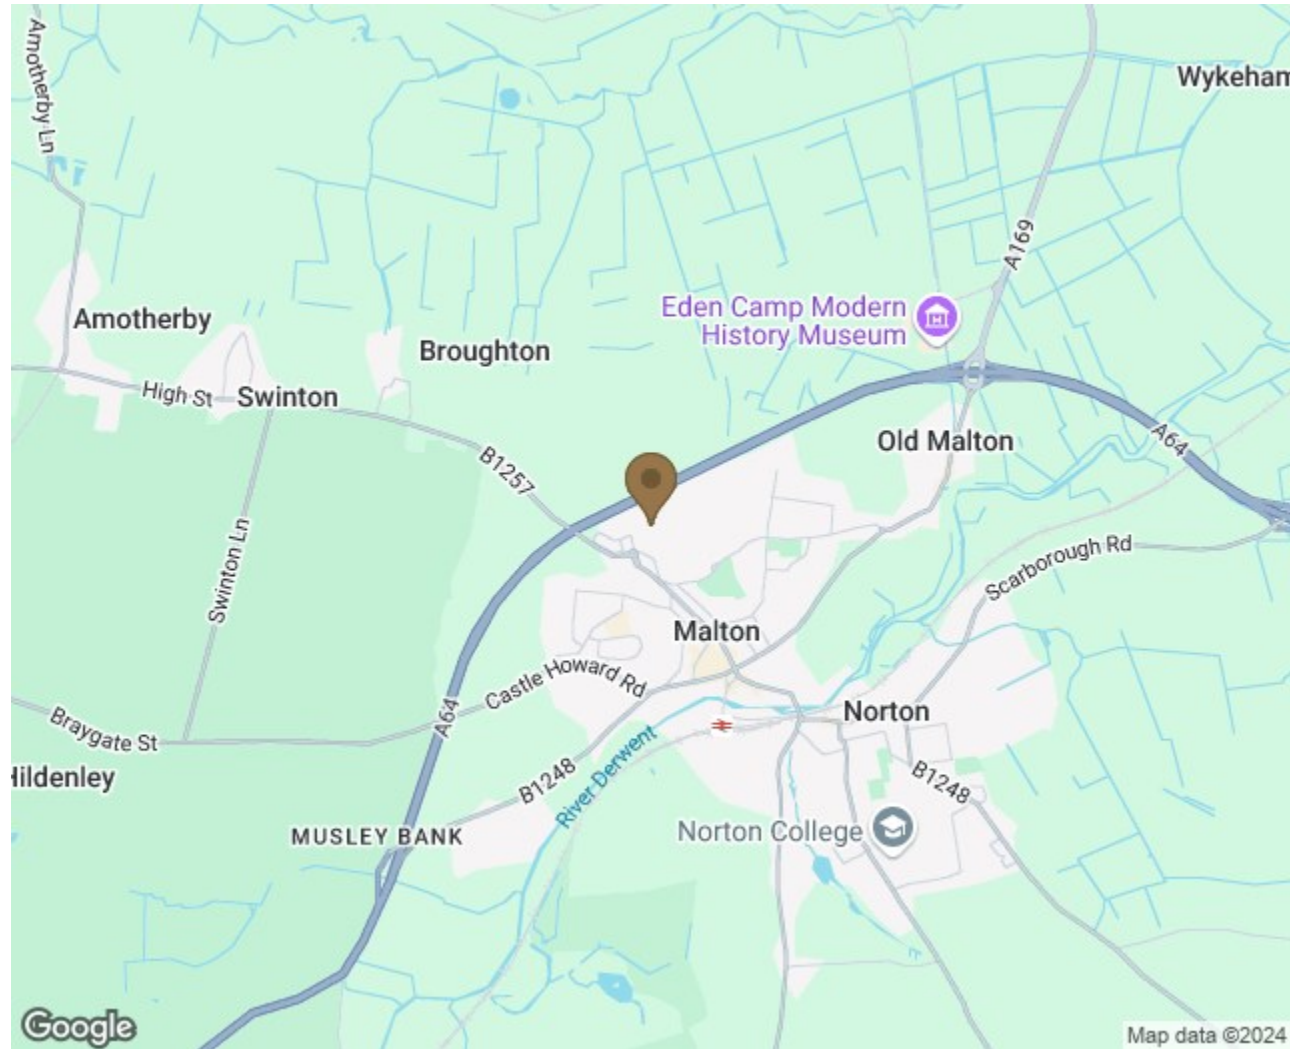 Amotherby Ln
Wykeham
A169
Eden Camp Modern
History Museum
Amotherby
Broughton
High St
Swinton
Old Malton
A64
B1257
Swinton Ln
Scarborough Rd
Malton
Castle Howard Rd
A64
Norton
Braygate St
Hildenley
B1248
River Derwent
B1248
MUSLEY BANK
Norton College
Google
Map data ©2024